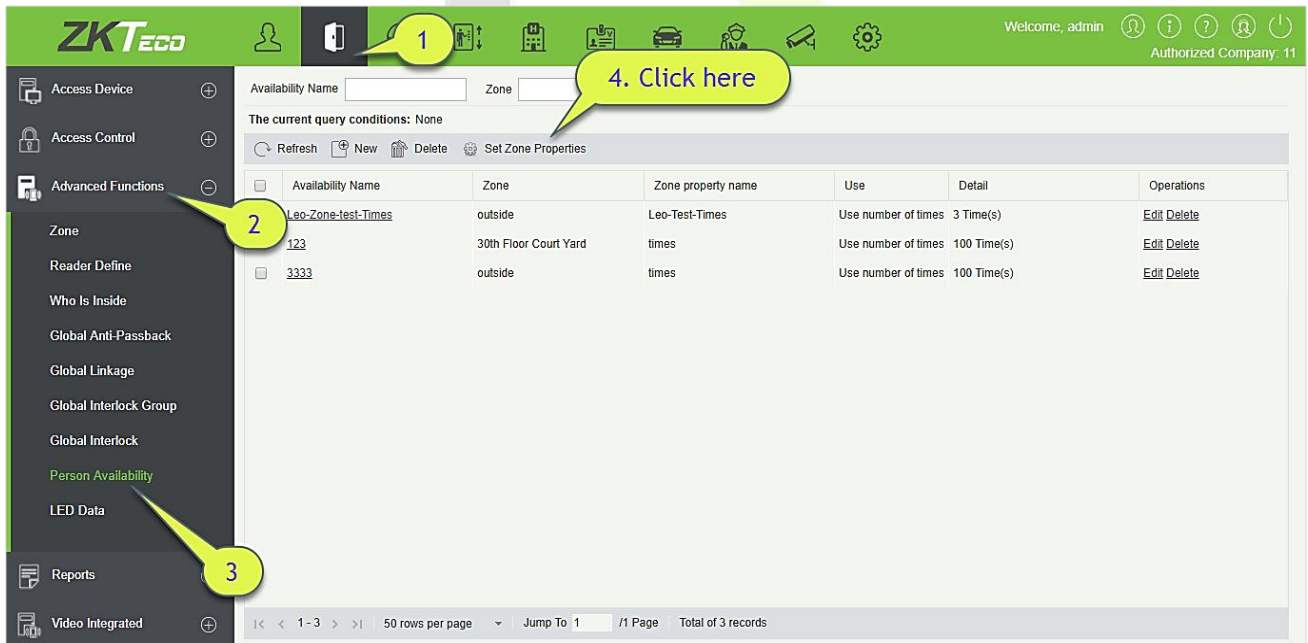 ZKTeco
1
Welcome, admin
Authorized Company: 11
Access Device
Access Control
Advanced Functions
2
Zone
Reader Define
Who Is Inside
Global Anti-Passback
Global Linkage
Global Interlock Group
Global Interlock
Person Availability
LED Data
3
Reports
Video Integrated
Availability Name
Zone
4. Click here
The current query conditions: None
Refresh New Delete Set Zone Properties
Availability Name Zone Zone property name Use Detail Operations
Leo-Zone-test-Times outside Leo-Test-Times Use number of times 3 Time(s) Edit Delete
123 30th Floor Court Yard times Use number of times 100 Time(s) Edit Delete
3333 outside times Use number of times 100 Time(s) Edit Delete
|< < 1 - 3 > >| 50 rows per page Jump To 1 /1 Page Total of 3 records